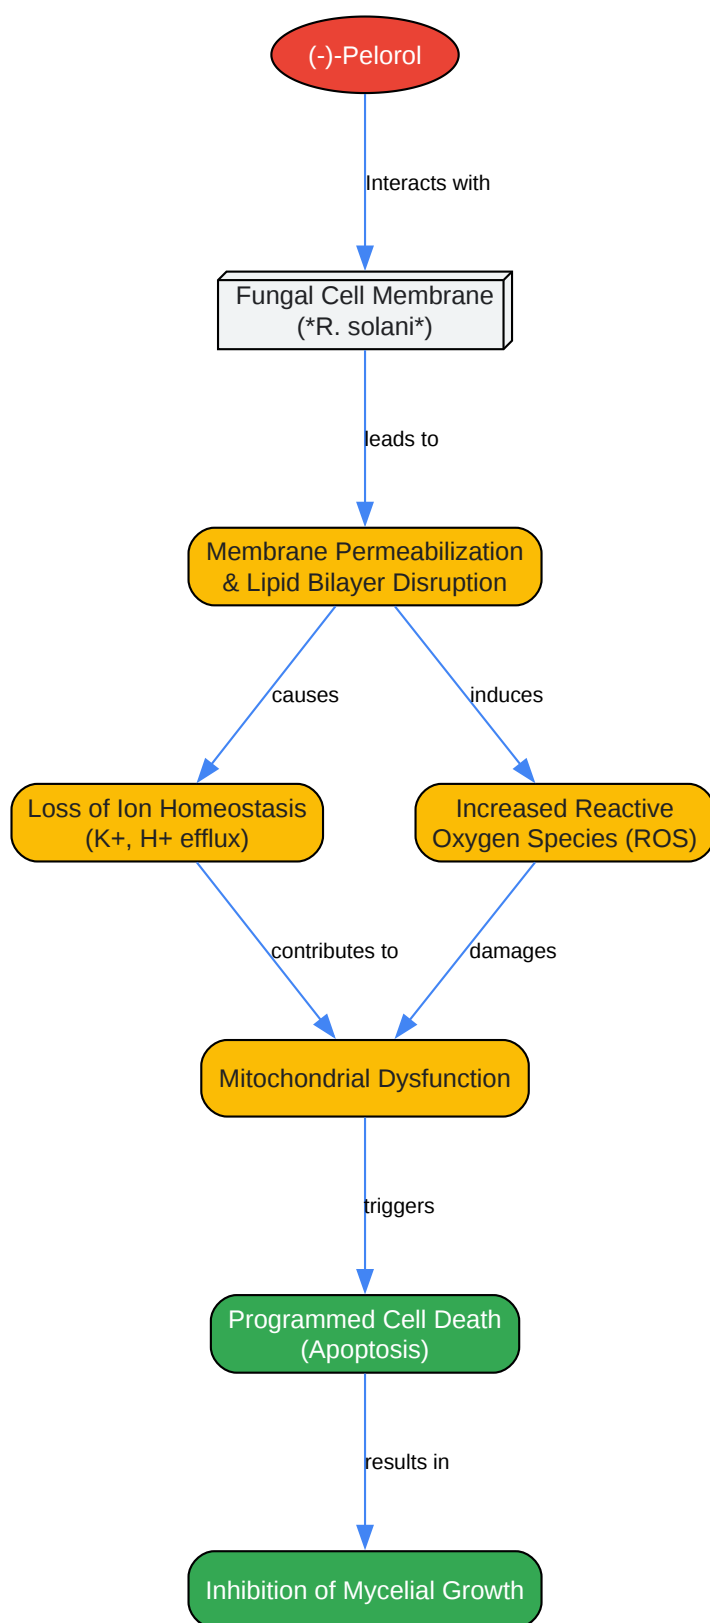 (-)-Pelorol
Interacts with
Fungal Cell Membrane
(*R. solani*)
leads to
Membrane Permeabilization
& Lipid Bilayer Disruption
causes
induces
Loss of Ion Homeostasis
(K+, H+ efflux)
Increased Reactive
Oxygen Species (ROS)
contributes to
damages
Mitochondrial Dysfunction
triggers
Programmed Cell Death
(Apoptosis)
results in
Inhibition of Mycelial Growth